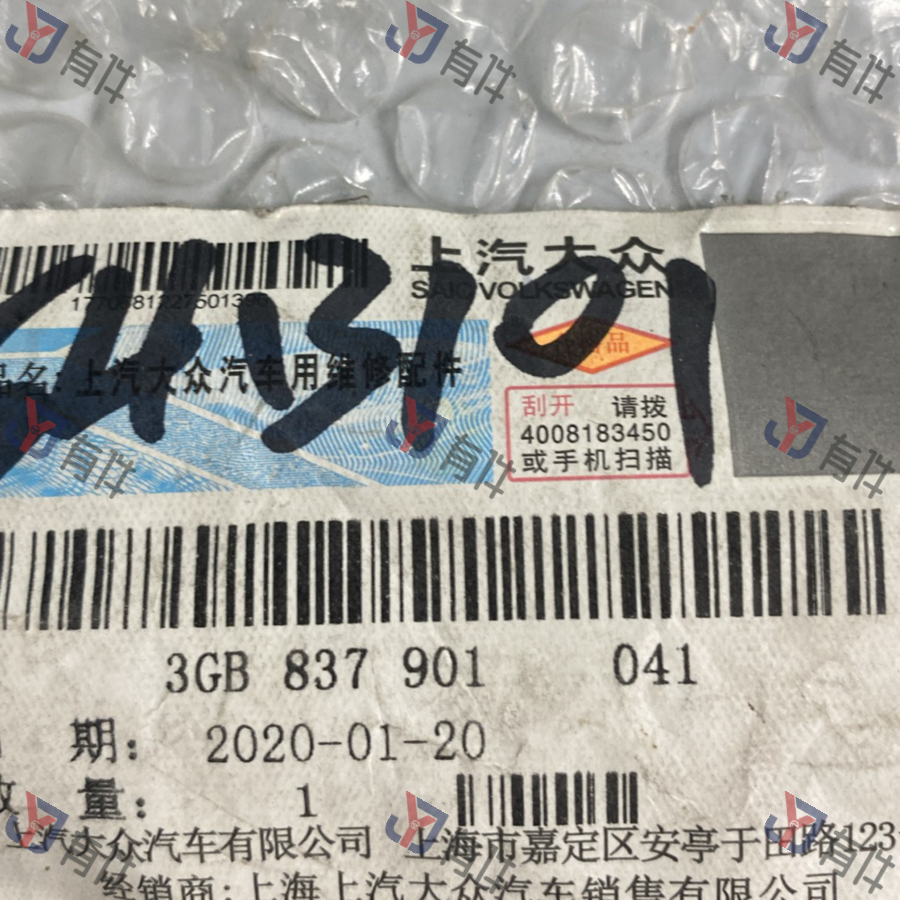 上汽大众
SAIC VOLKSWAGEN
品名:上汽大众汽车用维修配件
刮开 请拨
4008183450
或手机扫描
3GB 837 901 041
期: 2020-01-20
数量: 1
上汽大众汽车有限公司 上海市嘉定区安亭于田路123
经销商:上海上汽大众汽车销售有限公司
有件